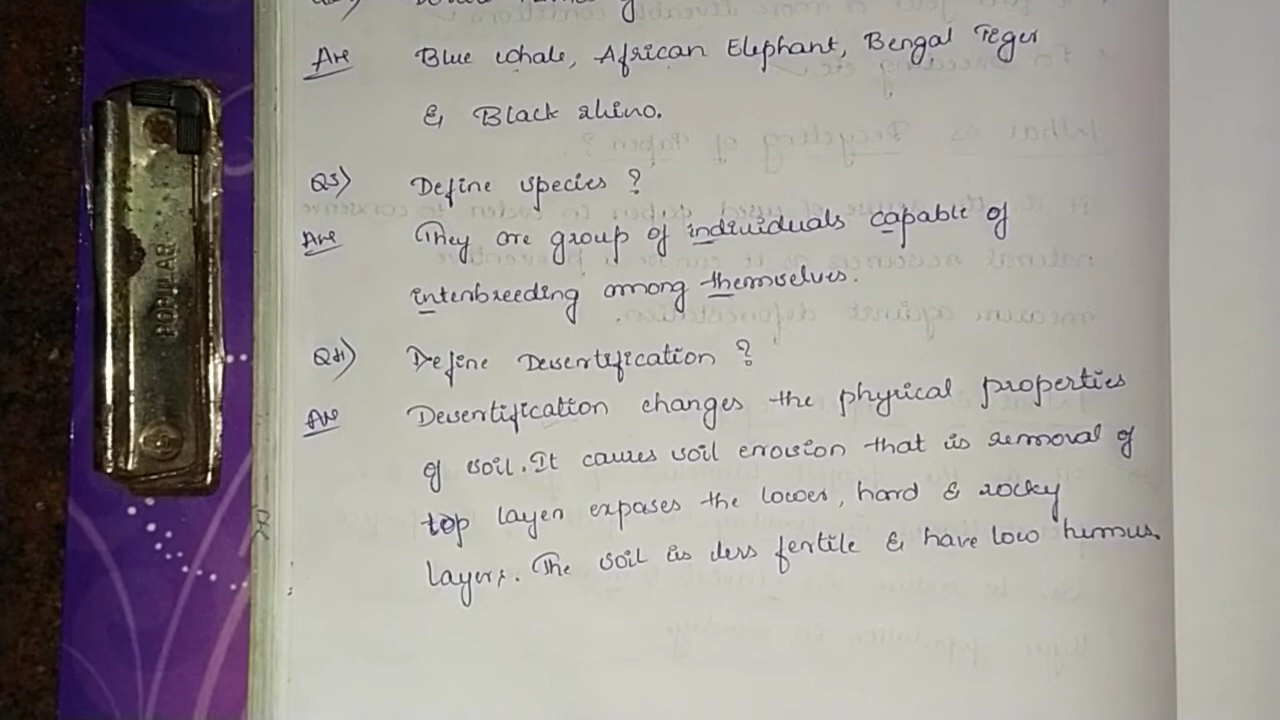 Ans Blue whale, African Elephant, Bengal Tiger
& Black rhino.
Q3) Define species ?
Ans They are group of individuals capable of
interbreeding among themselves.
Q4) Define Desertification ?
Ans Desertification changes the physical properties
of soil. It causes soil erosion that is removal of
top layer expases the lower, hard & rocky
layers. The soil is less fertile & have low humus.
POPULAR